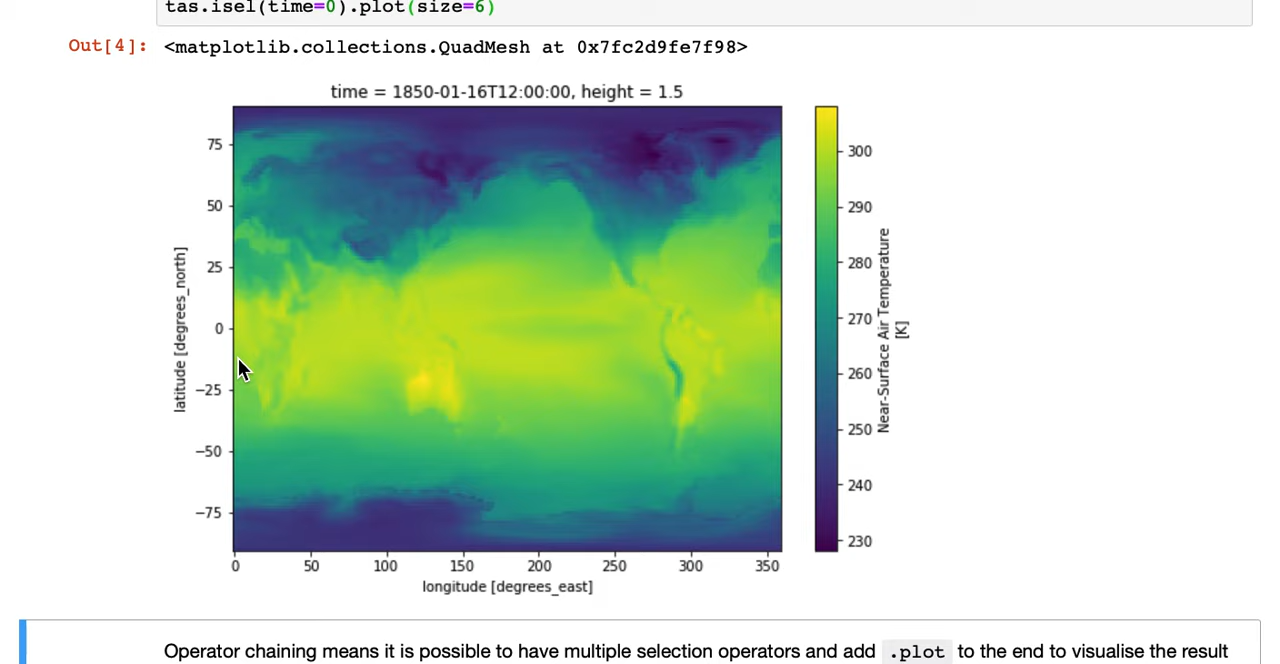 tas.isel(time=0).plot(size=6)
Out[4]: <matplotlib.collections.QuadMesh at 0x7fc2d9fe7f98>
time = 1850-01-16T12:00:00, height = 1.5
75
50
25
0
−25
−50
−75
latitude [degrees_north]
0 50 100 150 200 250 300 350
longitude [degrees_east]
300
290
280
270
260
250
240
230
Near-Surface Air Temperature
[K]
Operator chaining means it is possible to have multiple selection operators and add .plot to the end to visualise the result